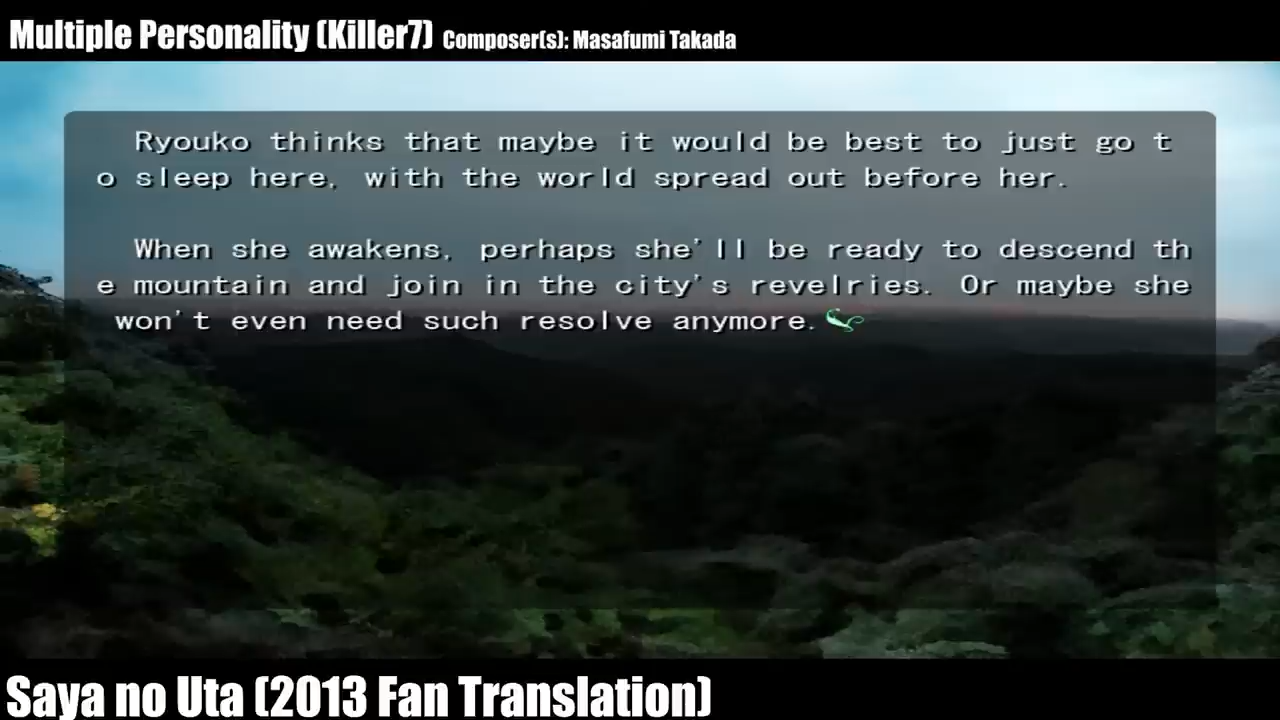 Multiple Personality (Killer7) Composer(s): Masafumi Takada
Ryouko thinks that maybe it would be best to just go t
o sleep here, with the world spread out before her.
When she awakens, perhaps she'll be ready to descend th
e mountain and join in the city's revelries. Or maybe she
won't even need such resolve anymore.
Saya no Uta (2013 Fan Translation)